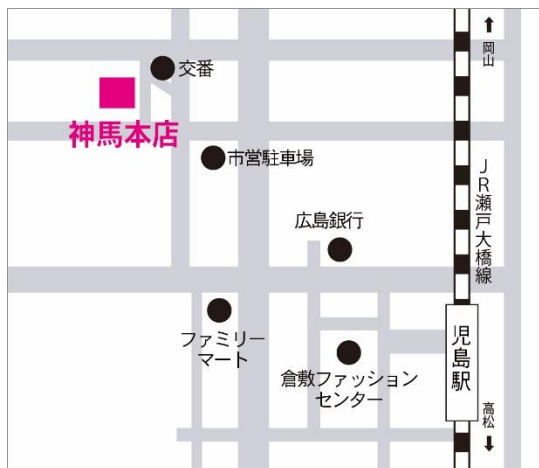 岡山
交番
神馬本店
市営駐車場
JR瀬戸大橋線
広島銀行
ファミリー
マート
児島駅
倉敷ファッション
センター
高松